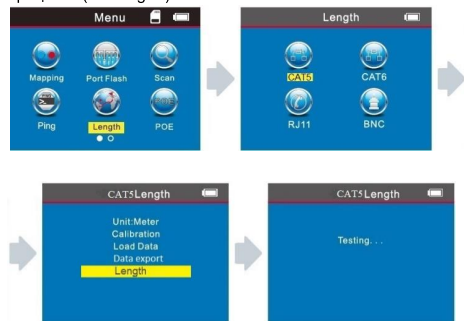 Menu
Mapping Port Flash Scan
Ping Length POE
Length
CAT5 CAT6
RJ11 BNC
CAT5Length
Unit:Meter
Calibration
Load Data
Data export
Length
CAT5Length
Testing...